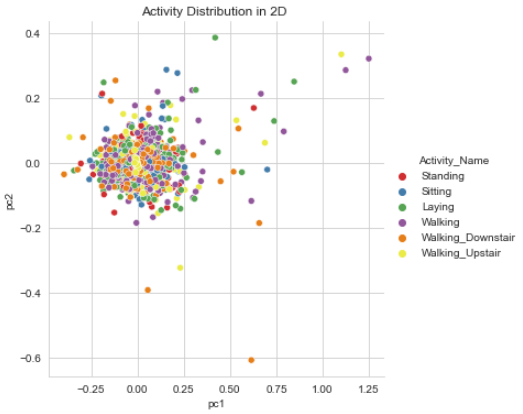 Activity Distribution in 2D
0.4
0.2
0.0
−0.2
−0.4
−0.6
pc2
−0.25 0.00 0.25 0.50 0.75 1.00 1.25
pc1
Activity_Name
Standing
Sitting
Laying
Walking
Walking_Downstair
Walking_Upstair